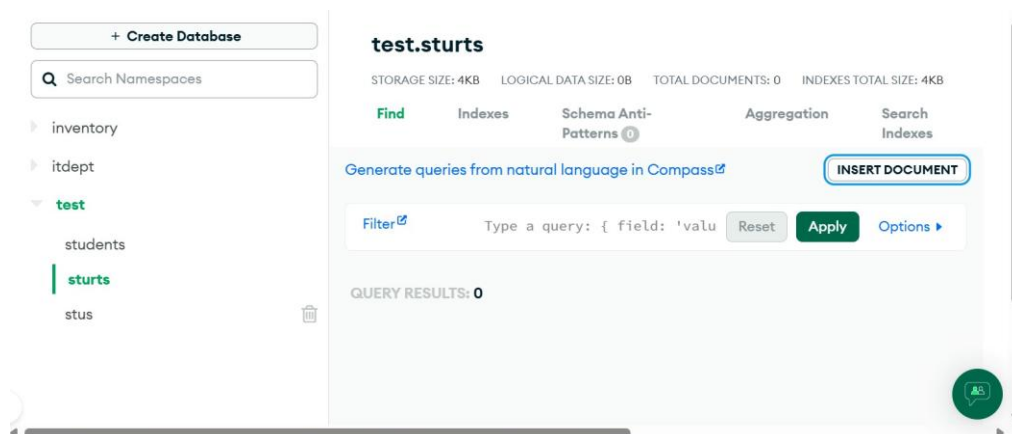 + Create Database
Search Namespaces
inventory
itdept
test
students
sturts
stus
test.sturts
STORAGE SIZE: 4KB LOGICAL DATA SIZE: 0B TOTAL DOCUMENTS: 0 INDEXES TOTAL SIZE: 4KB
Find Indexes Schema Anti- Aggregation Search
Patterns 0 Indexes
Generate queries from natural language in Compass INSERT DOCUMENT
Filter Type a query: { field: 'valu Reset Apply Options
QUERY RESULTS: 0